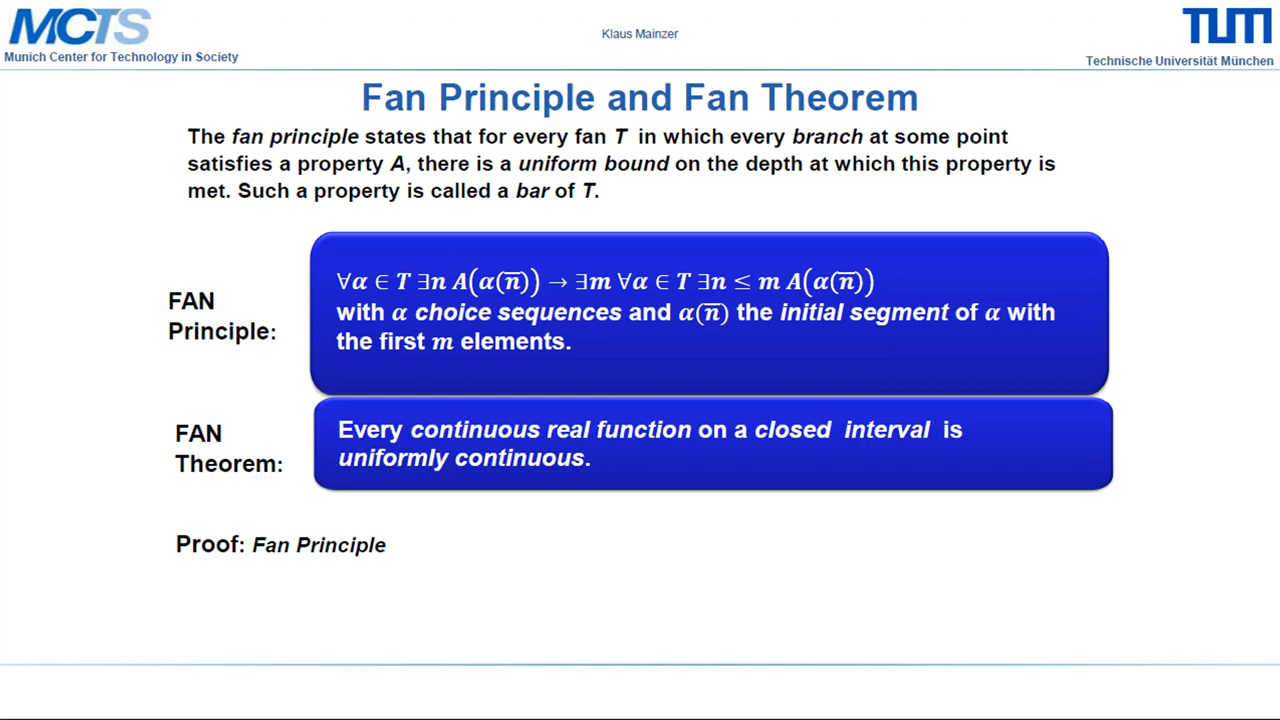 MCTS
Munich Center for Technology in Society
Klaus Mainzer
TUM
Technische Universität München
Fan Principle and Fan Theorem
The fan principle states that for every fan T in which every branch at some point
satisfies a property A, there is a uniform bound on the depth at which this property is
met. Such a property is called a bar of T.
FAN
Principle:
∀α ∈ T ∃n A(α(n̅)) → ∃m ∀α ∈ T ∃n ≤ m A(α(n̅))
with α choice sequences and α(n̅) the initial segment of α with
the first m elements.
FAN
Theorem:
Every continuous real function on a closed interval is
uniformly continuous.
Proof: Fan Principle